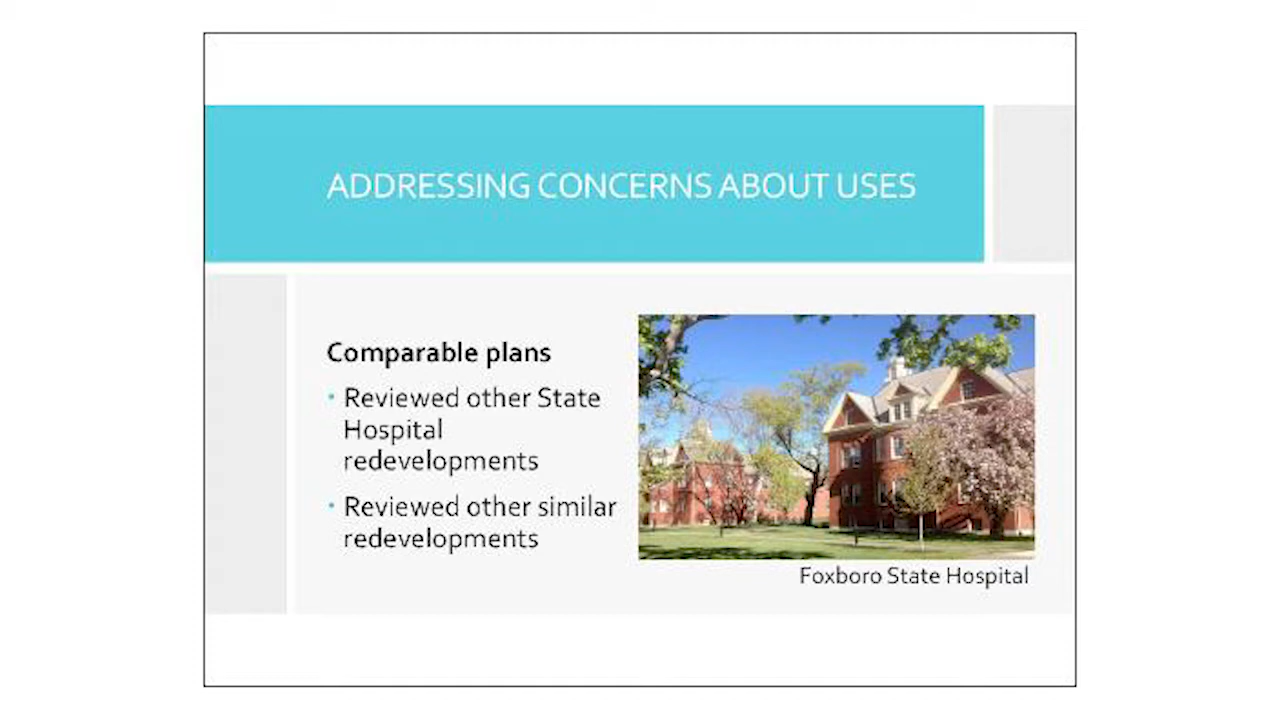 ADDRESSING CONCERNS ABOUT USES
Comparable plans
• Reviewed other State
Hospital
redevelopments
• Reviewed other similar
redevelopments
Foxboro State Hospital